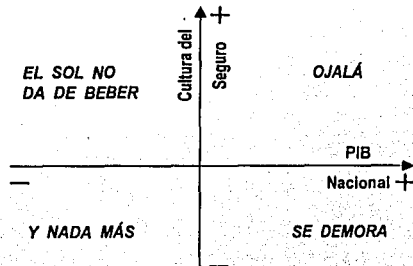 +
Cultura del
Seguro
EL SOL NO
DA DE BEBER
OJALÁ
PIB
Nacional +
—
Y NADA MÁS
SE DEMORA